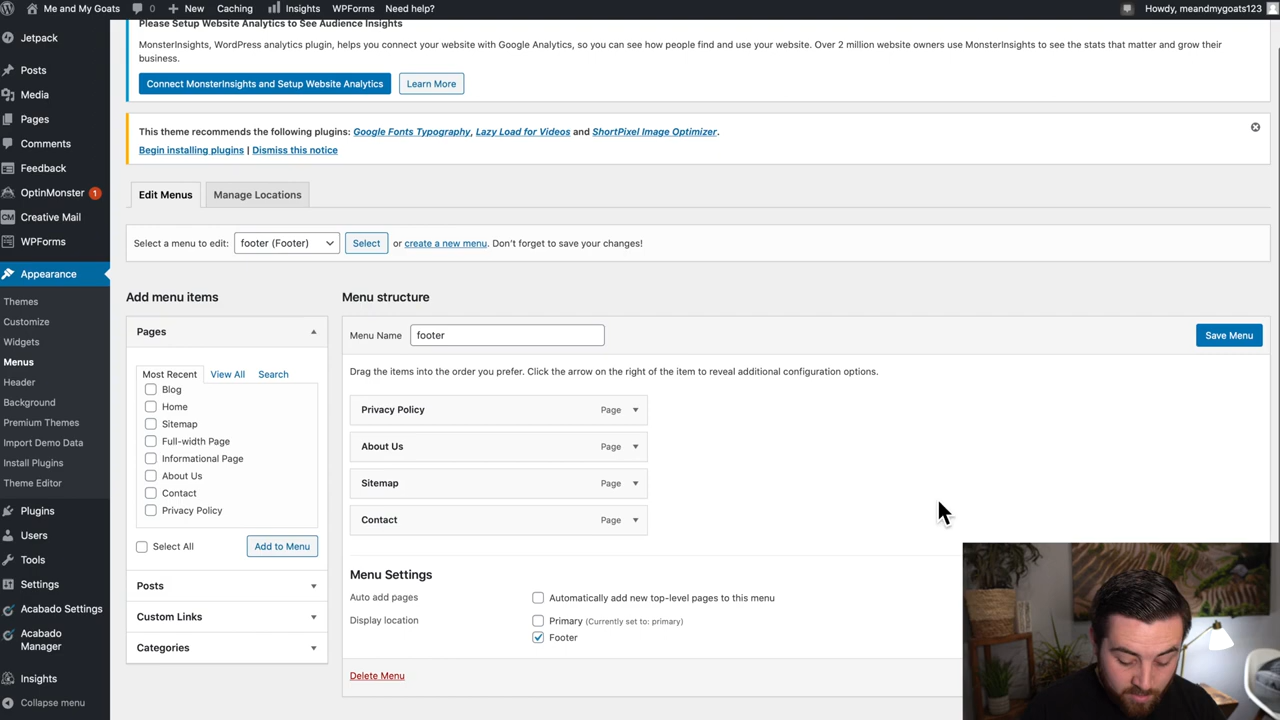 Me and My Goats 0 New Caching Insights WPForms Need help? Howdy, meandmygoats123
Please Setup Website Analytics to See Audience Insights
MonsterInsights, WordPress analytics plugin, helps you connect your website with Google Analytics, so you can see how people find and use your website. Over 2 million website owners use MonsterInsights to see the stats that matter and grow their
business.
Connect MonsterInsights and Setup Website Analytics Learn More
This theme recommends the following plugins: Google Fonts Typography, Lazy Load for Videos and ShortPixel Image Optimizer.
Begin installing plugins | Dismiss this notice
Jetpack
Posts
Media
Pages
Comments
Feedback
OptinMonster 1
Creative Mail
WPForms
Appearance
Themes
Customize
Widgets
Menus
Header
Background
Premium Themes
Import Demo Data
Install Plugins
Theme Editor
Plugins
Users
Tools
Settings
Acabado Settings
Acabado
Manager
Insights
Collapse menu
Edit Menus Manage Locations
Select a menu to edit: footer (Footer) Select or create a new menu. Don't forget to save your changes!
Add menu items
Pages
Most Recent View All Search
Blog
Home
Sitemap
Full-width Page
Informational Page
About Us
Contact
Privacy Policy
Select All Add to Menu
Posts
Custom Links
Categories
Menu structure
Menu Name footer Save Menu
Drag the items into the order you prefer. Click the arrow on the right of the item to reveal additional configuration options.
Privacy Policy Page
About Us Page
Sitemap Page
Contact Page
Menu Settings
Auto add pages Automatically add new top-level pages to this menu
Display location Primary (Currently set to: primary)
Footer
Delete Menu